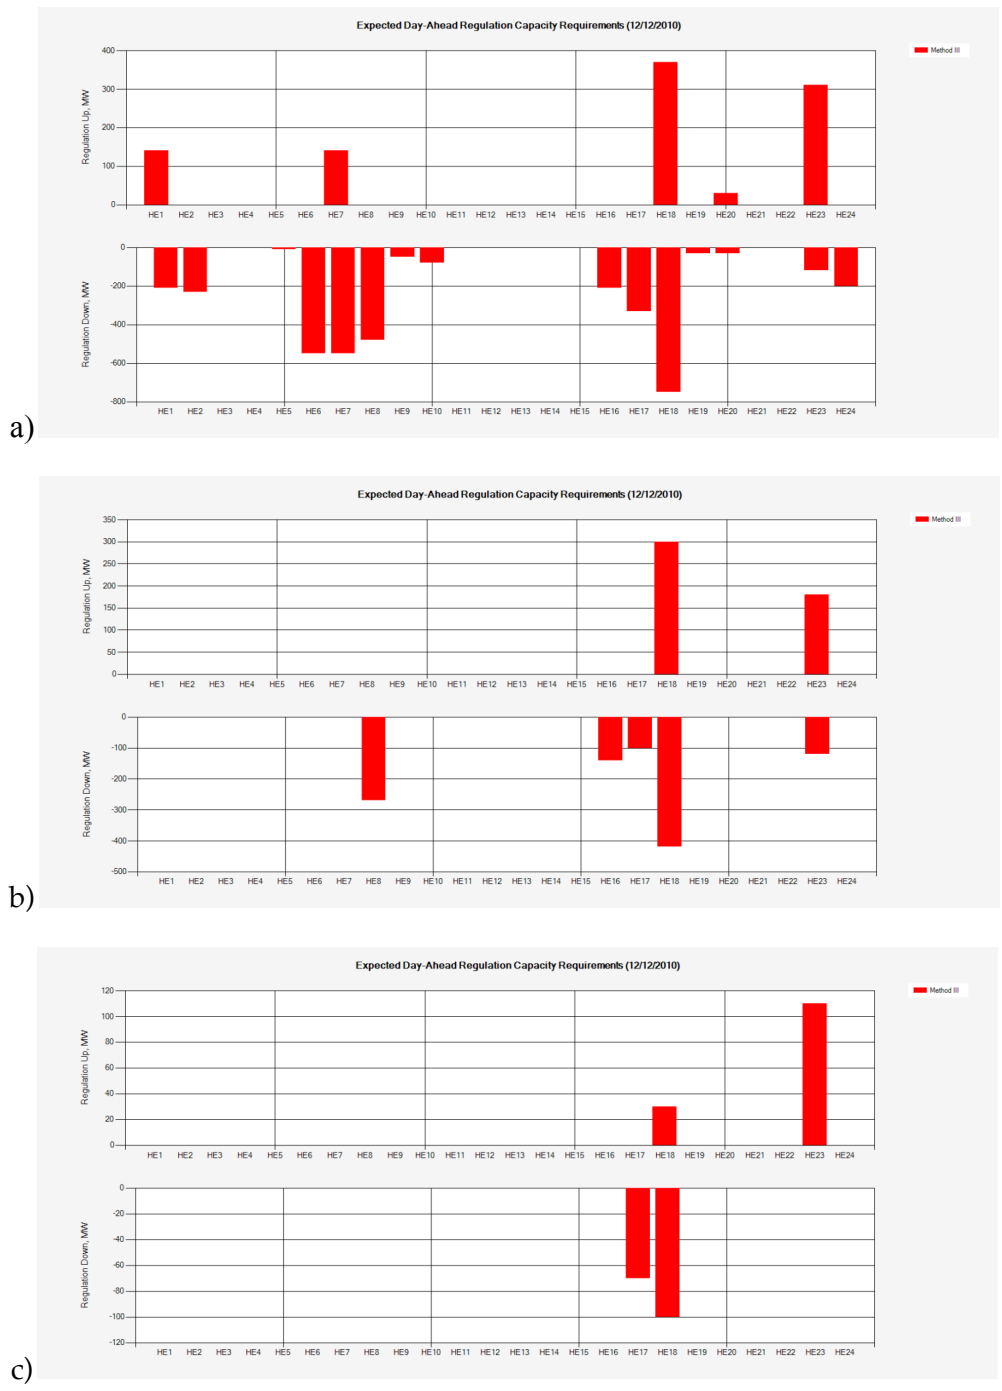 Expected Day-Ahead Regulation Capacity Requirements (12/12/2010)
Method III
Regulation Up, MW
400
300
200
100
0
HE1 HE2 HE3 HE4 HE5 HE6 HE7 HE8 HE9 HE10 HE11 HE12 HE13 HE14 HE15 HE16 HE17 HE18 HE19 HE20 HE21 HE22 HE23 HE24
Regulation Down, MW
0
-200
-400
-600
-800
HE1 HE2 HE3 HE4 HE5 HE6 HE7 HE8 HE9 HE10 HE11 HE12 HE13 HE14 HE15 HE16 HE17 HE18 HE19 HE20 HE21 HE22 HE23 HE24
a)
Expected Day-Ahead Regulation Capacity Requirements (12/12/2010)
Method III
Regulation Up, MW
350
300
250
200
150
100
50
0
HE1 HE2 HE3 HE4 HE5 HE6 HE7 HE8 HE9 HE10 HE11 HE12 HE13 HE14 HE15 HE16 HE17 HE18 HE19 HE20 HE21 HE22 HE23 HE24
Regulation Down, MW
0
-100
-200
-300
-400
-500
HE1 HE2 HE3 HE4 HE5 HE6 HE7 HE8 HE9 HE10 HE11 HE12 HE13 HE14 HE15 HE16 HE17 HE18 HE19 HE20 HE21 HE22 HE23 HE24
b)
Expected Day-Ahead Regulation Capacity Requirements (12/12/2010)
Method III
Regulation Up, MW
120
100
80
60
40
20
0
HE1 HE2 HE3 HE4 HE5 HE6 HE7 HE8 HE9 HE10 HE11 HE12 HE13 HE14 HE15 HE16 HE17 HE18 HE19 HE20 HE21 HE22 HE23 HE24
Regulation Down, MW
0
-20
-40
-60
-80
-100
-120
HE1 HE2 HE3 HE4 HE5 HE6 HE7 HE8 HE9 HE10 HE11 HE12 HE13 HE14 HE15 HE16 HE17 HE18 HE19 HE20 HE21 HE22 HE23 HE24
c)